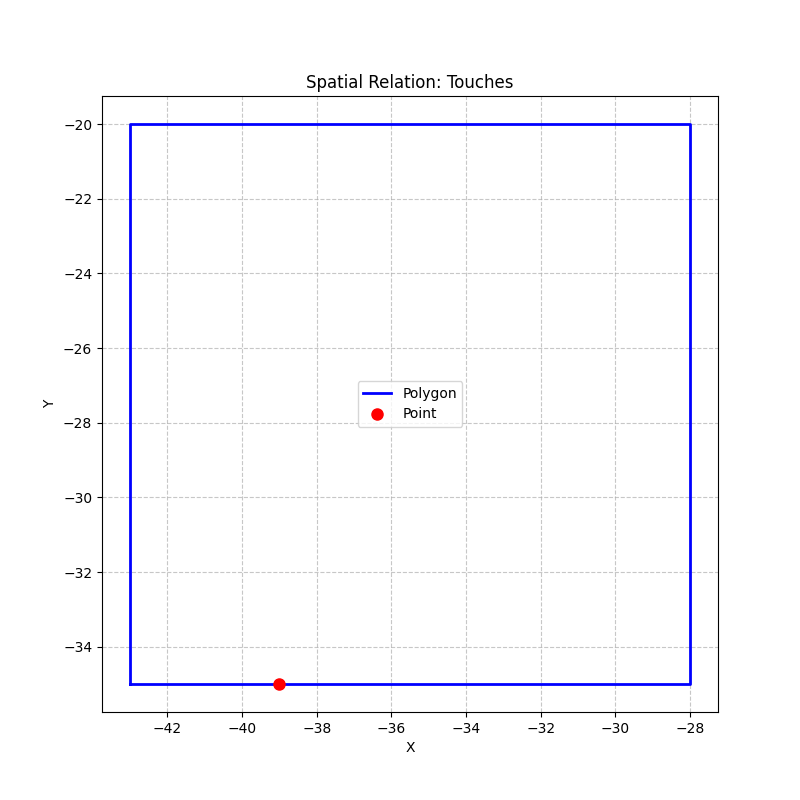 Spatial Relation: Touches
−20
−22
−24
−26
−28
−30
−32
−34
Y
Polygon
Point
−42 −40 −38 −36 −34 −32 −30 −28
X